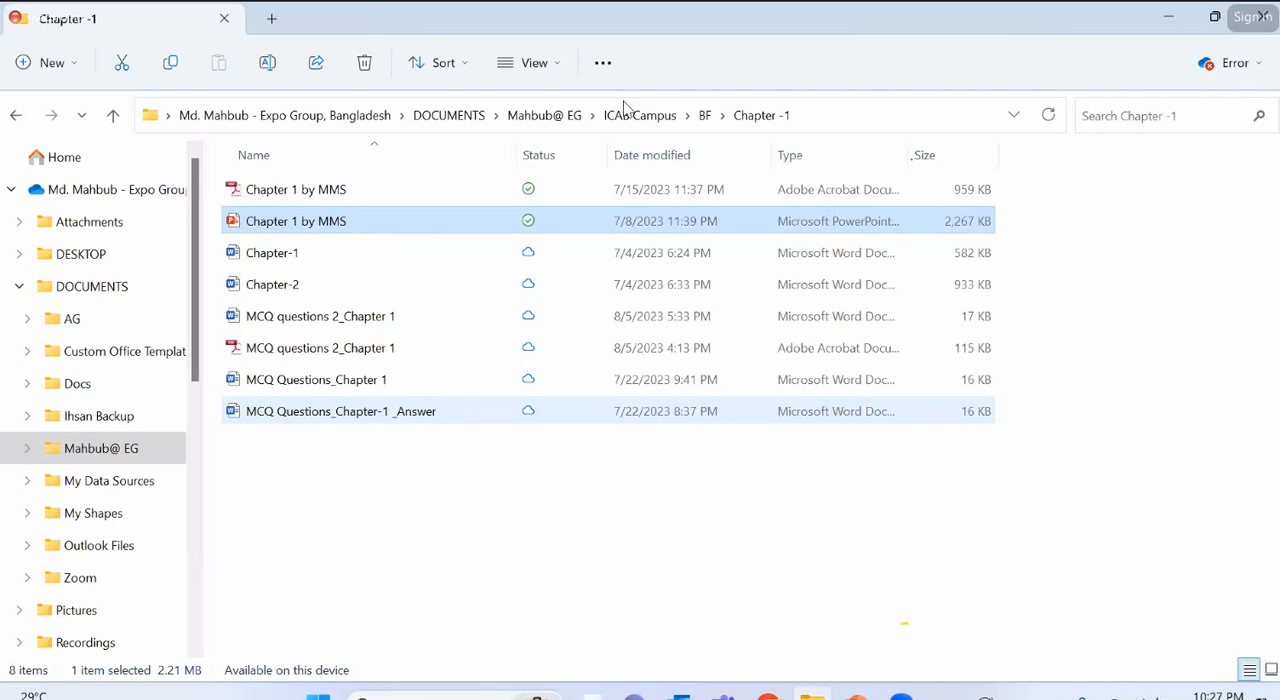 Chapter -1
Sign in
New
Sort
View
Error
Md. Mahbub - Expo Group, Bangladesh > DOCUMENTS > Mahbub@ EG > ICAB Campus > BF > Chapter -1
Search Chapter -1
Name Status Date modified Type Size
Home
Md. Mahbub - Expo Grou
Attachments
DESKTOP
DOCUMENTS
AG
Custom Office Templat
Docs
Ihsan Backup
Mahbub@ EG
My Data Sources
My Shapes
Outlook Files
Zoom
Pictures
Recordings
Chapter 1 by MMS 7/15/2023 11:37 PM Adobe Acrobat Docu... 959 KB
Chapter 1 by MMS 7/8/2023 11:39 PM Microsoft PowerPoint... 2,267 KB
Chapter-1 7/4/2023 6:24 PM Microsoft Word Doc... 582 KB
Chapter-2 7/4/2023 6:33 PM Microsoft Word Doc... 933 KB
MCQ questions 2_Chapter 1 8/5/2023 5:33 PM Microsoft Word Doc... 17 KB
MCQ questions 2_Chapter 1 8/5/2023 4:13 PM Adobe Acrobat Docu... 115 KB
MCQ Questions_Chapter 1 7/22/2023 9:41 PM Microsoft Word Doc... 16 KB
MCQ Questions_Chapter-1 _Answer 7/22/2023 8:37 PM Microsoft Word Doc... 16 KB
8 items 1 item selected 2.21 MB Available on this device
29°C
10:27 PM